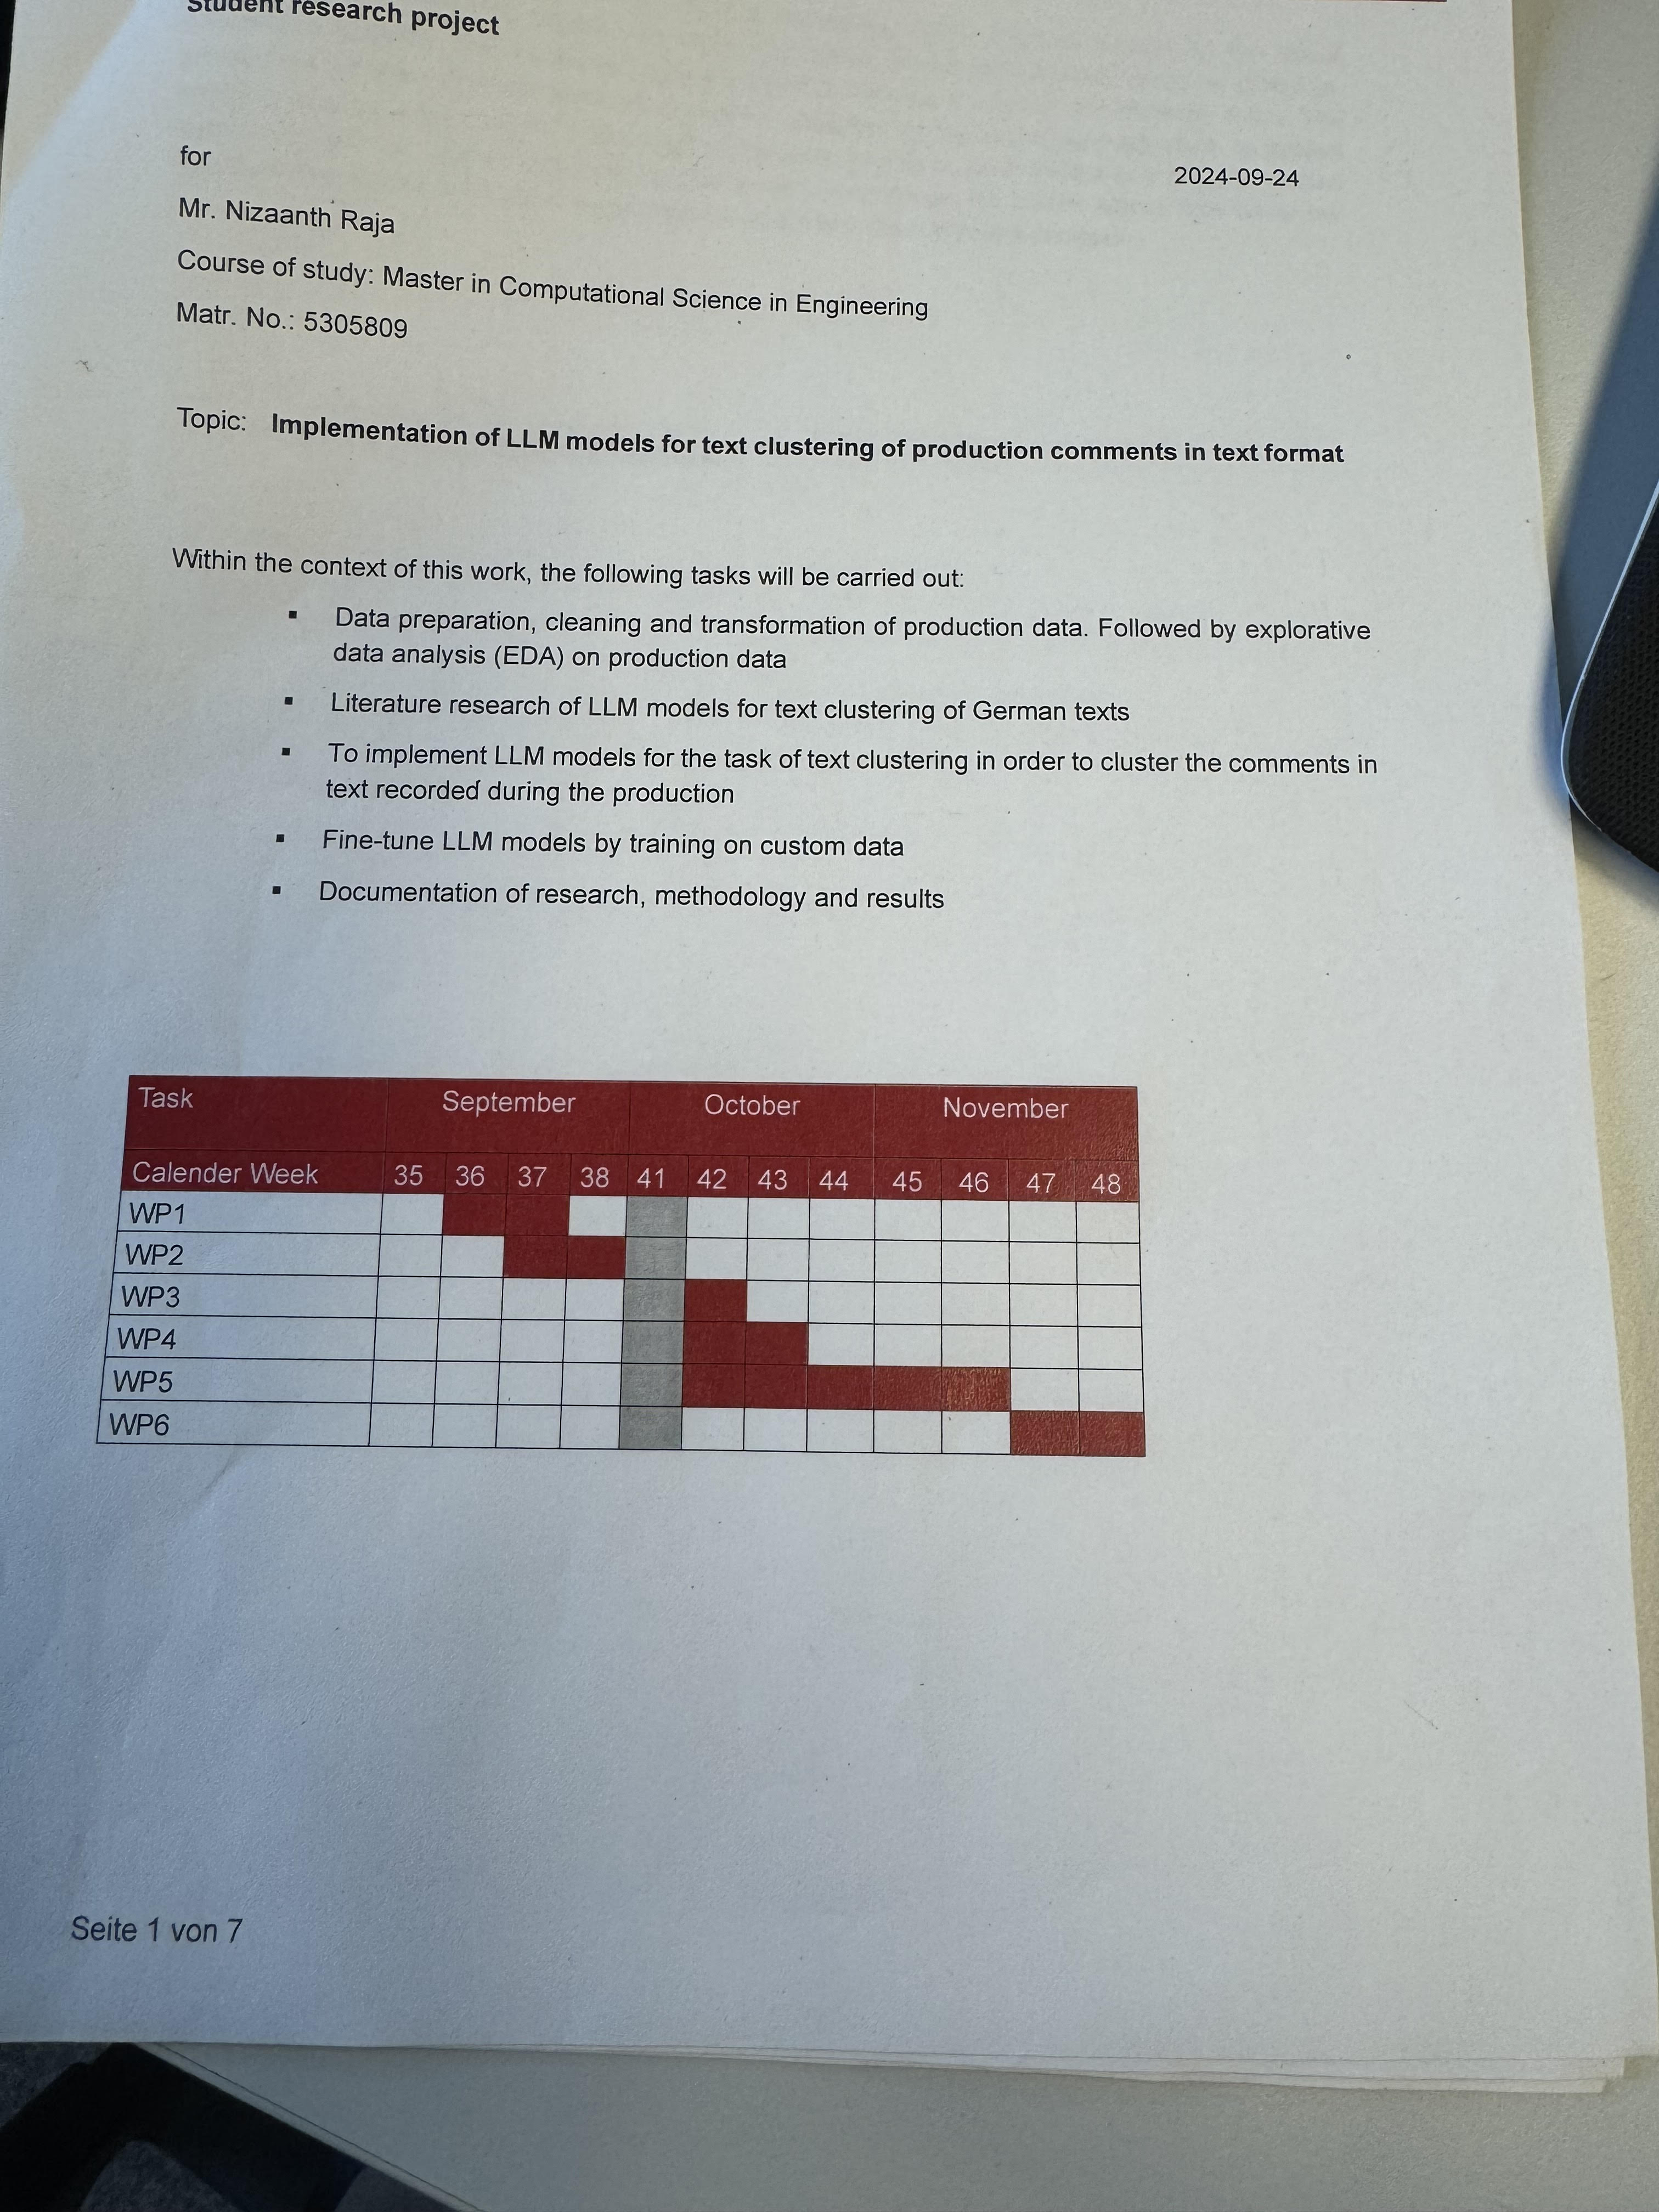 Student research project
for
2024-09-24
Mr. Nizaanth Raja
Course of study: Master in Computational Science in Engineering
Matr. No.: 5305809
Topic: Implementation of LLM models for text clustering of production comments in text format
Within the context of this work, the following tasks will be carried out:
▪ Data preparation, cleaning and transformation of production data. Followed by explorative
data analysis (EDA) on production data
▪ Literature research of LLM models for text clustering of German texts
▪ To implement LLM models for the task of text clustering in order to cluster the comments in
text recorded during the production
▪ Fine-tune LLM models by training on custom data
▪ Documentation of research, methodology and results
Task September October November
Calender Week 35 36 37 38 41 42 43 44 45 46 47 48
WP1
WP2
WP3
WP4
WP5
WP6
Seite 1 von 7